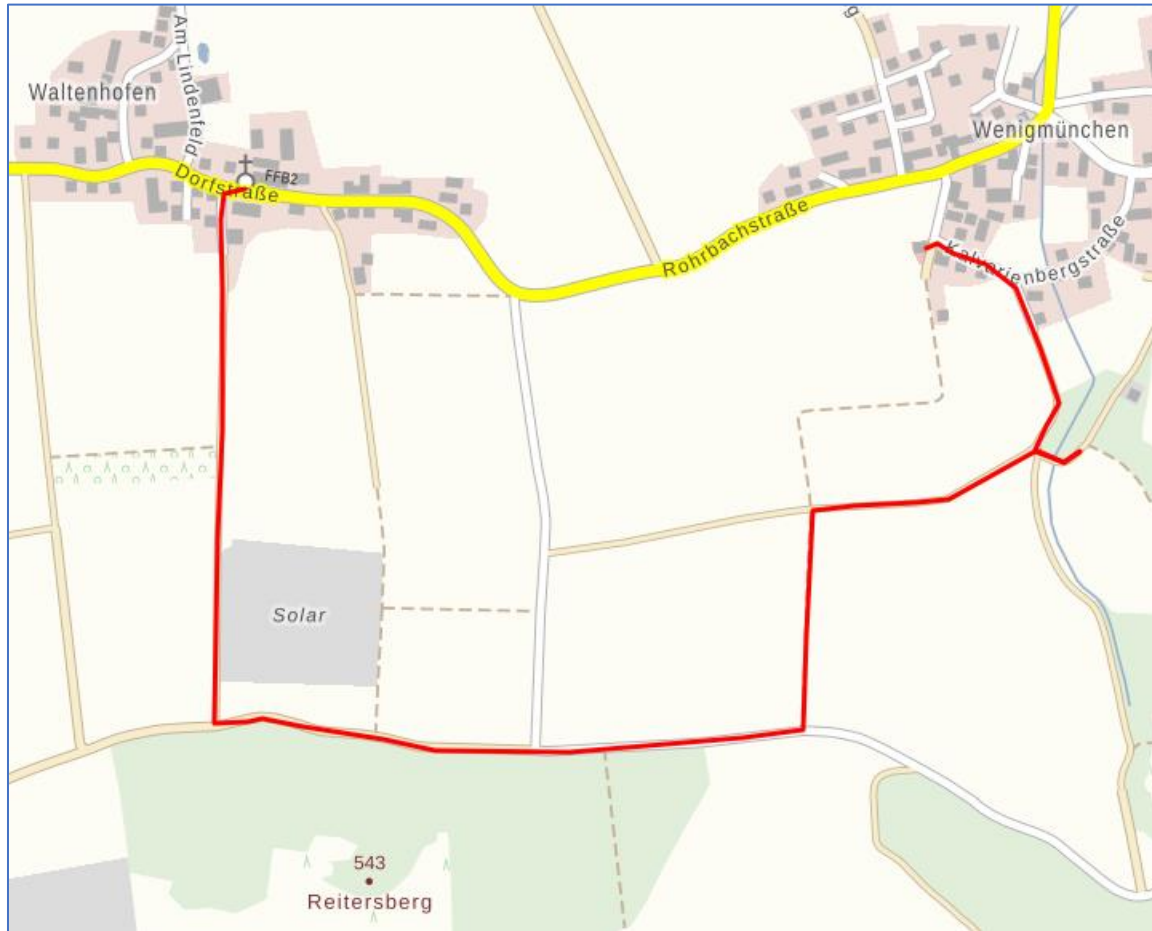 Am Lindenfeld
g
Waltenhofen
Wenigmünchen
Dorfstraße
FFB2
Rohrbachstraße
Kalvarienbergstraße
Solar
543
Reitersberg